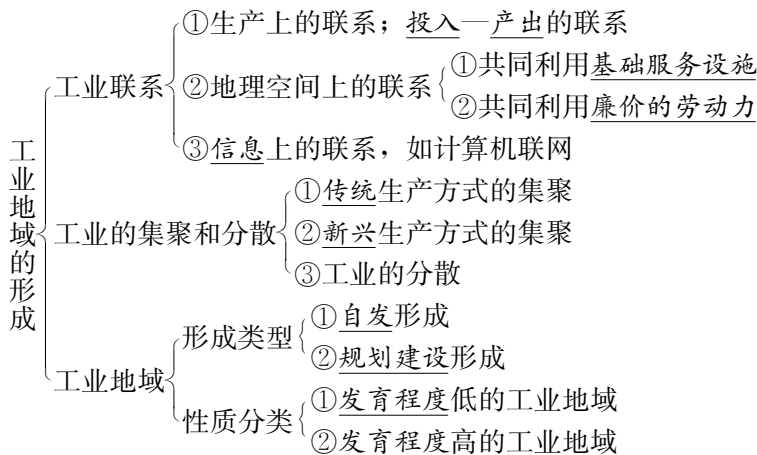 工业地域的形成
工业联系
①生产上的联系；投入—产出的联系
②地理空间上的联系
①共同利用基础服务设施
②共同利用廉价的劳动力
③信息上的联系，如计算机联网
工业的集聚和分散
①传统生产方式的集聚
②新兴生产方式的集聚
③工业的分散
工业地域
形成类型
①自发形成
②规划建设形成
性质分类
①发育程度低的工业地域
②发育程度高的工业地域